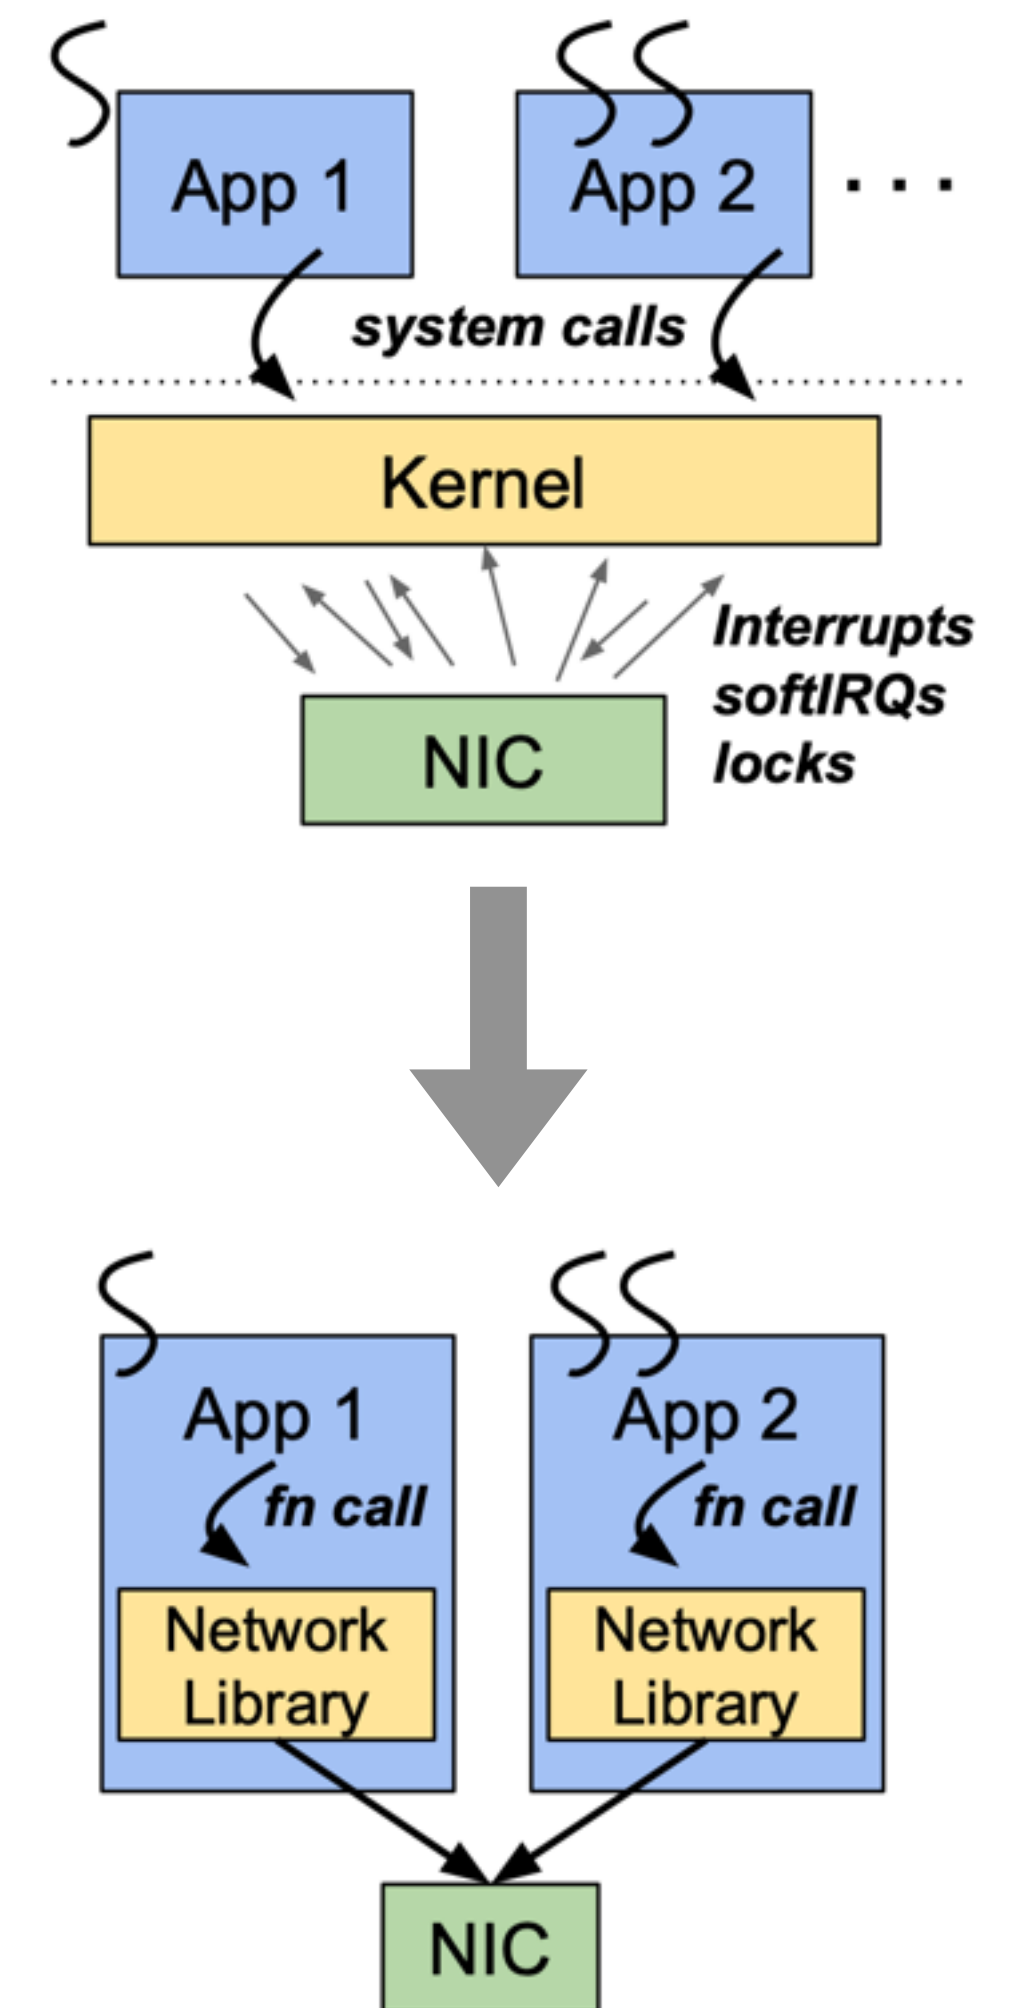 App 1
App 2
. . .
system calls
Kernel
Interrupts
softIRQs
locks
NIC
App 1
App 2
fn call
fn call
Network
Library
Network
Library
NIC